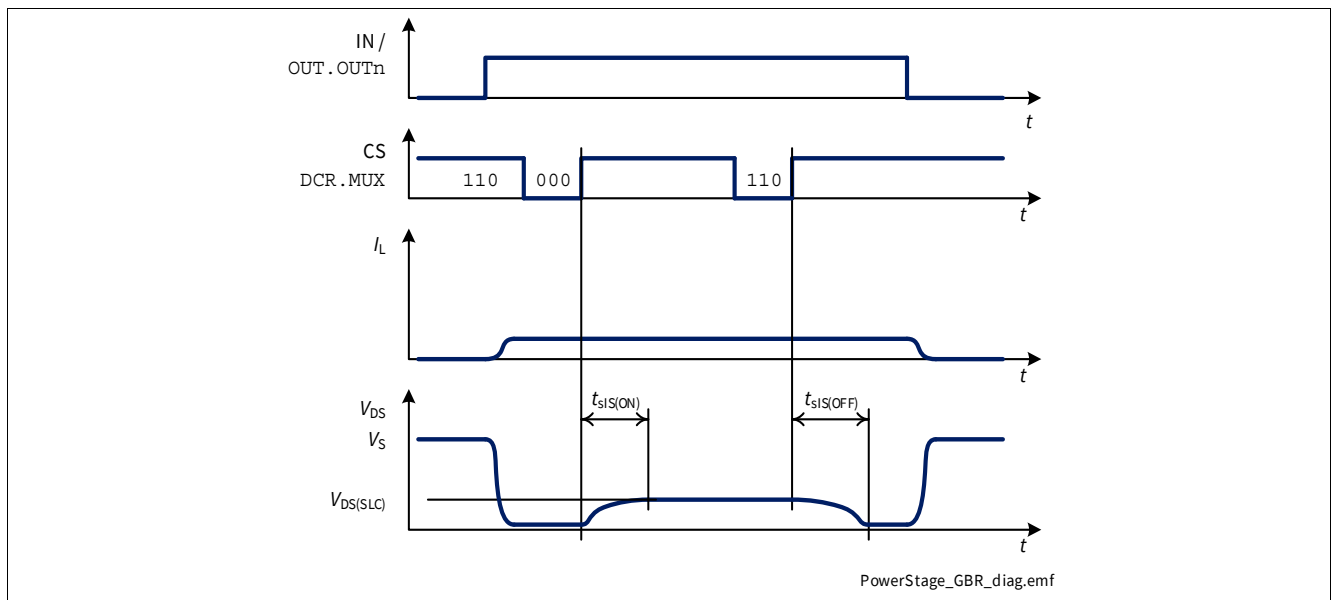 IN /
OUT.OUTn
t
CS
DCR.MUX
110
000
110
t
IL
t
VDS
tsIS(ON)
tsIS(OFF)
VS
VDS(SLC)
t
PowerStage_GBR_diag.emf